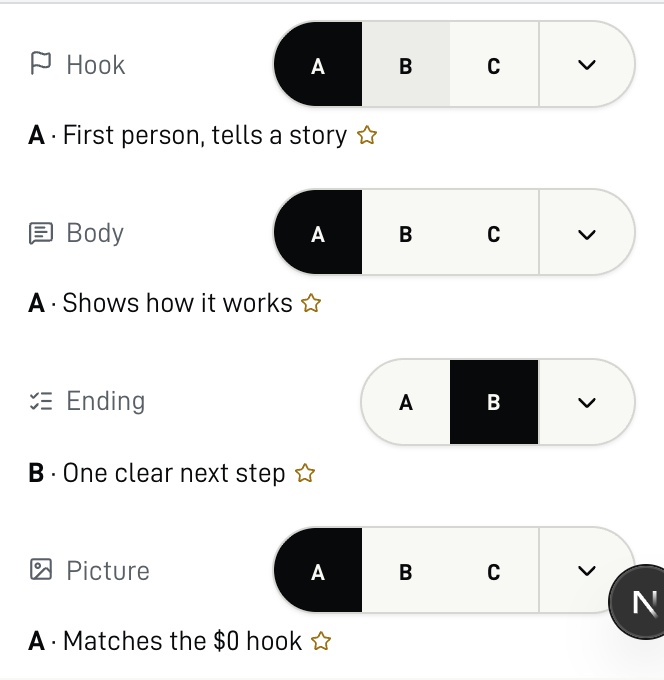 Hook A B C
A · First person, tells a story
Body A B C
A · Shows how it works
Ending A B
B · One clear next step
Picture A B C
A · Matches the $0 hook
N